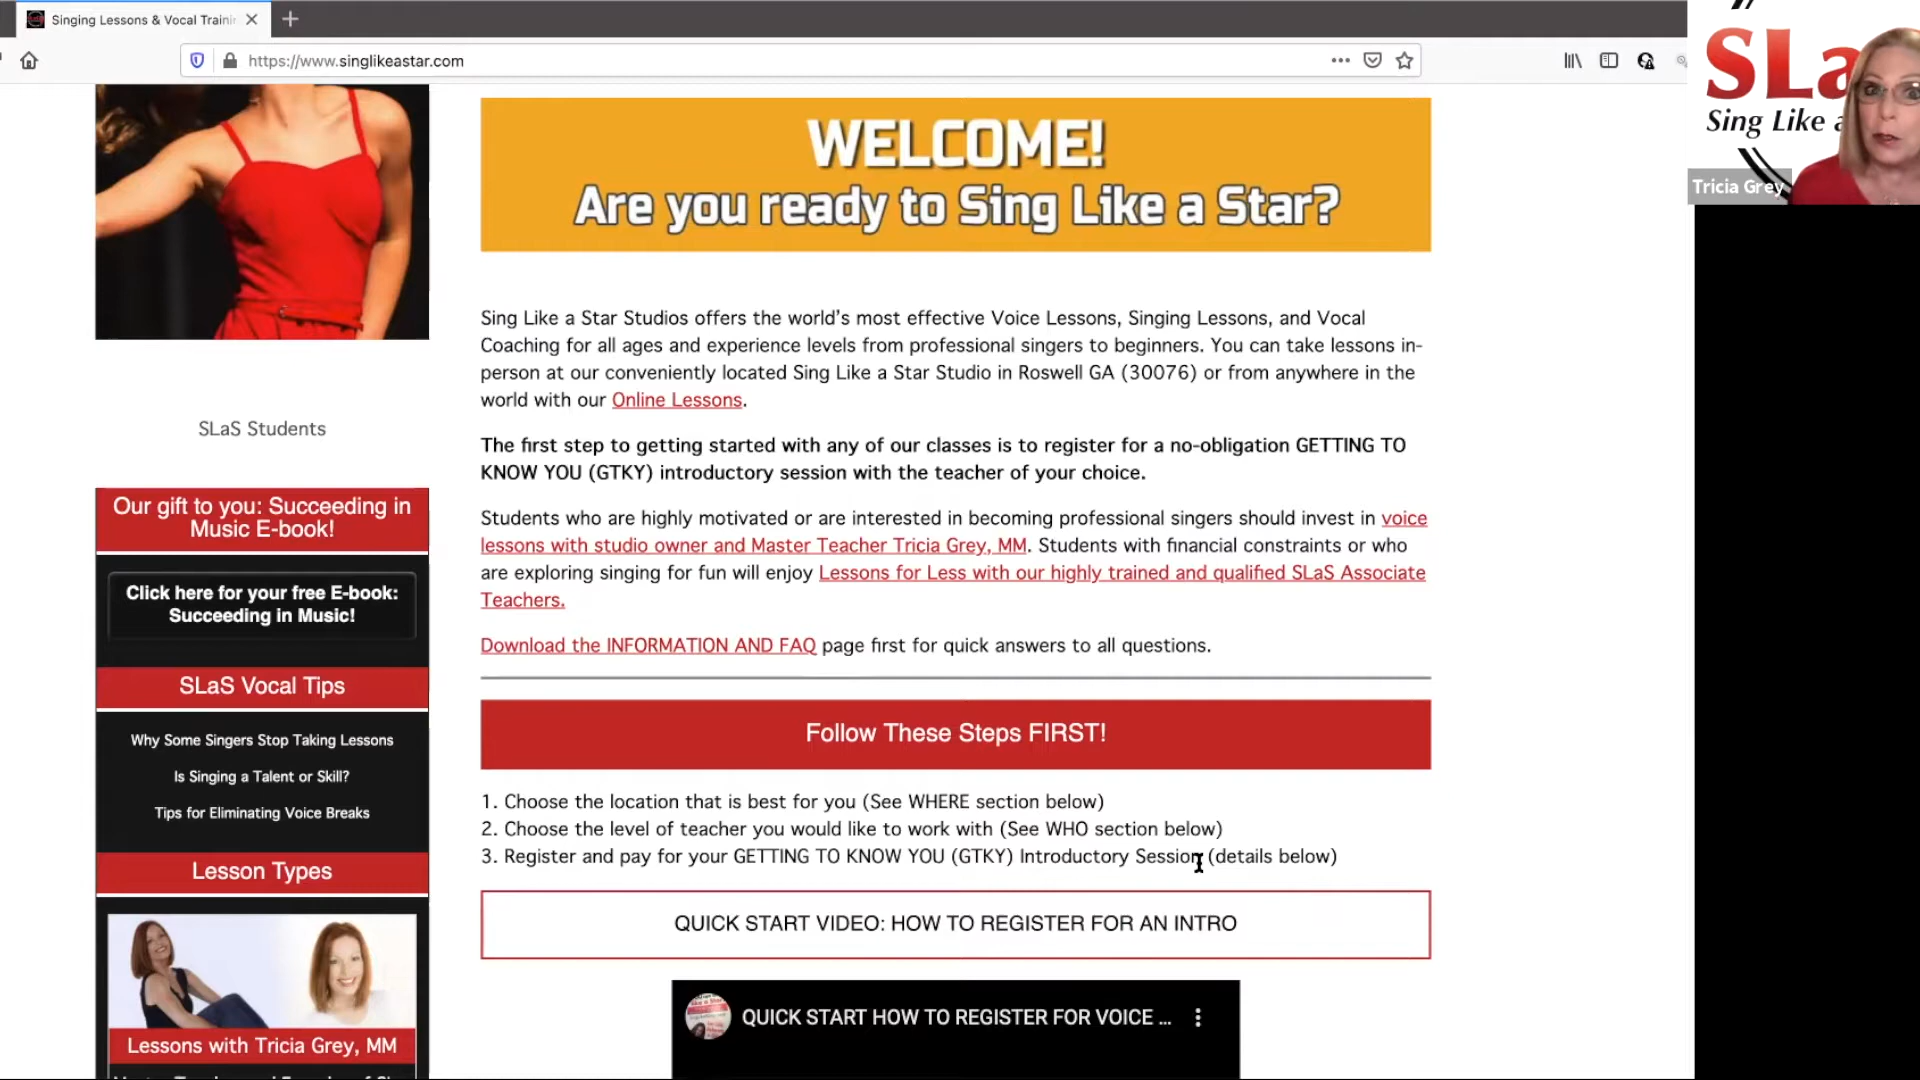 Singing Lessons & Vocal Traini
https://www.singlikeastar.com
SLa
Sing Like a
Tricia Grey
WELCOME!
Are you ready to Sing Like a Star?
Sing Like a Star Studios offers the world's most effective Voice Lessons, Singing Lessons, and Vocal
Coaching for all ages and experience levels from professional singers to beginners. You can take lessons in-
person at our conveniently located Sing Like a Star Studio in Roswell GA (30076) or from anywhere in the
world with our Online Lessons.
The first step to getting started with any of our classes is to register for a no-obligation GETTING TO
KNOW YOU (GTKY) introductory session with the teacher of your choice.
Students who are highly motivated or are interested in becoming professional singers should invest in voice
lessons with studio owner and Master Teacher Tricia Grey, MM. Students with financial constraints or who
are exploring singing for fun will enjoy Lessons for Less with our highly trained and qualified SLaS Associate
Teachers.
Download the INFORMATION AND FAQ page first for quick answers to all questions.
Follow These Steps FIRST!
1. Choose the location that is best for you (See WHERE section below)
2. Choose the level of teacher you would like to work with (See WHO section below)
3. Register and pay for your GETTING TO KNOW YOU (GTKY) Introductory Session (details below)
QUICK START VIDEO: HOW TO REGISTER FOR AN INTRO
QUICK START HOW TO REGISTER FOR VOICE ...
SLaS Students
Our gift to you: Succeeding in
Music E-book!
Click here for your free E-book:
Succeeding in Music!
SLaS Vocal Tips
Why Some Singers Stop Taking Lessons
Is Singing a Talent or Skill?
Tips for Eliminating Voice Breaks
Lesson Types
Lessons with Tricia Grey, MM